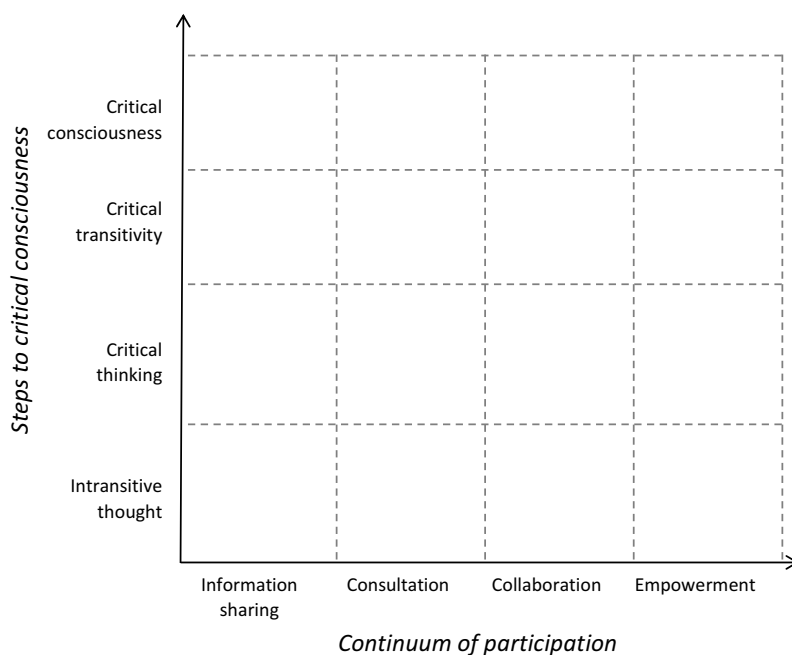 Steps to critical consciousness
Critical
consciousness
Critical
transitivity
Critical
thinking
Intransitive
thought
Information
sharing
Consultation
Collaboration
Empowerment
Continuum of participation